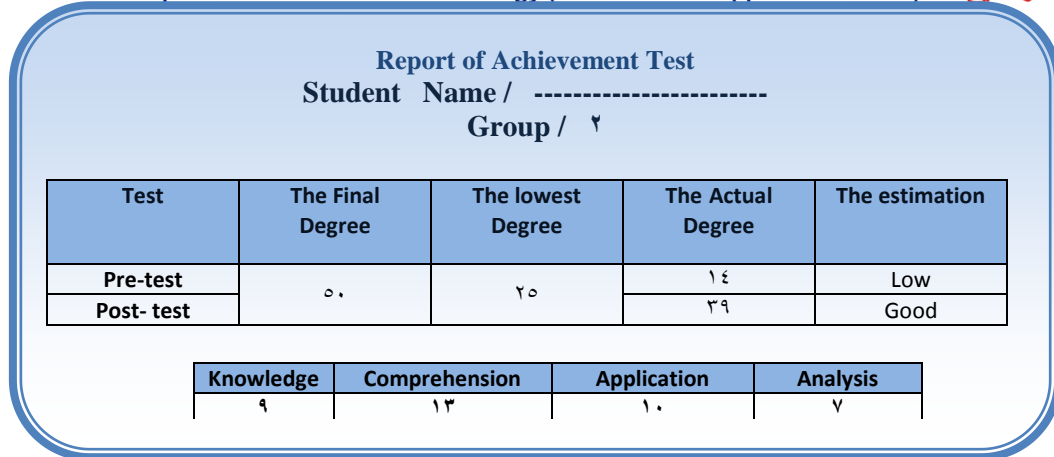 Report of Achievement Test
Student Name / ------------------------
Group / ٢
Test The Final Degree The lowest Degree The Actual Degree The estimation
Pre-test ٥٠ ٢٥ ١٤ Low
Post- test ٣٩ Good
Knowledge Comprehension Application Analysis
٩ ١٣ ١٠ ٧